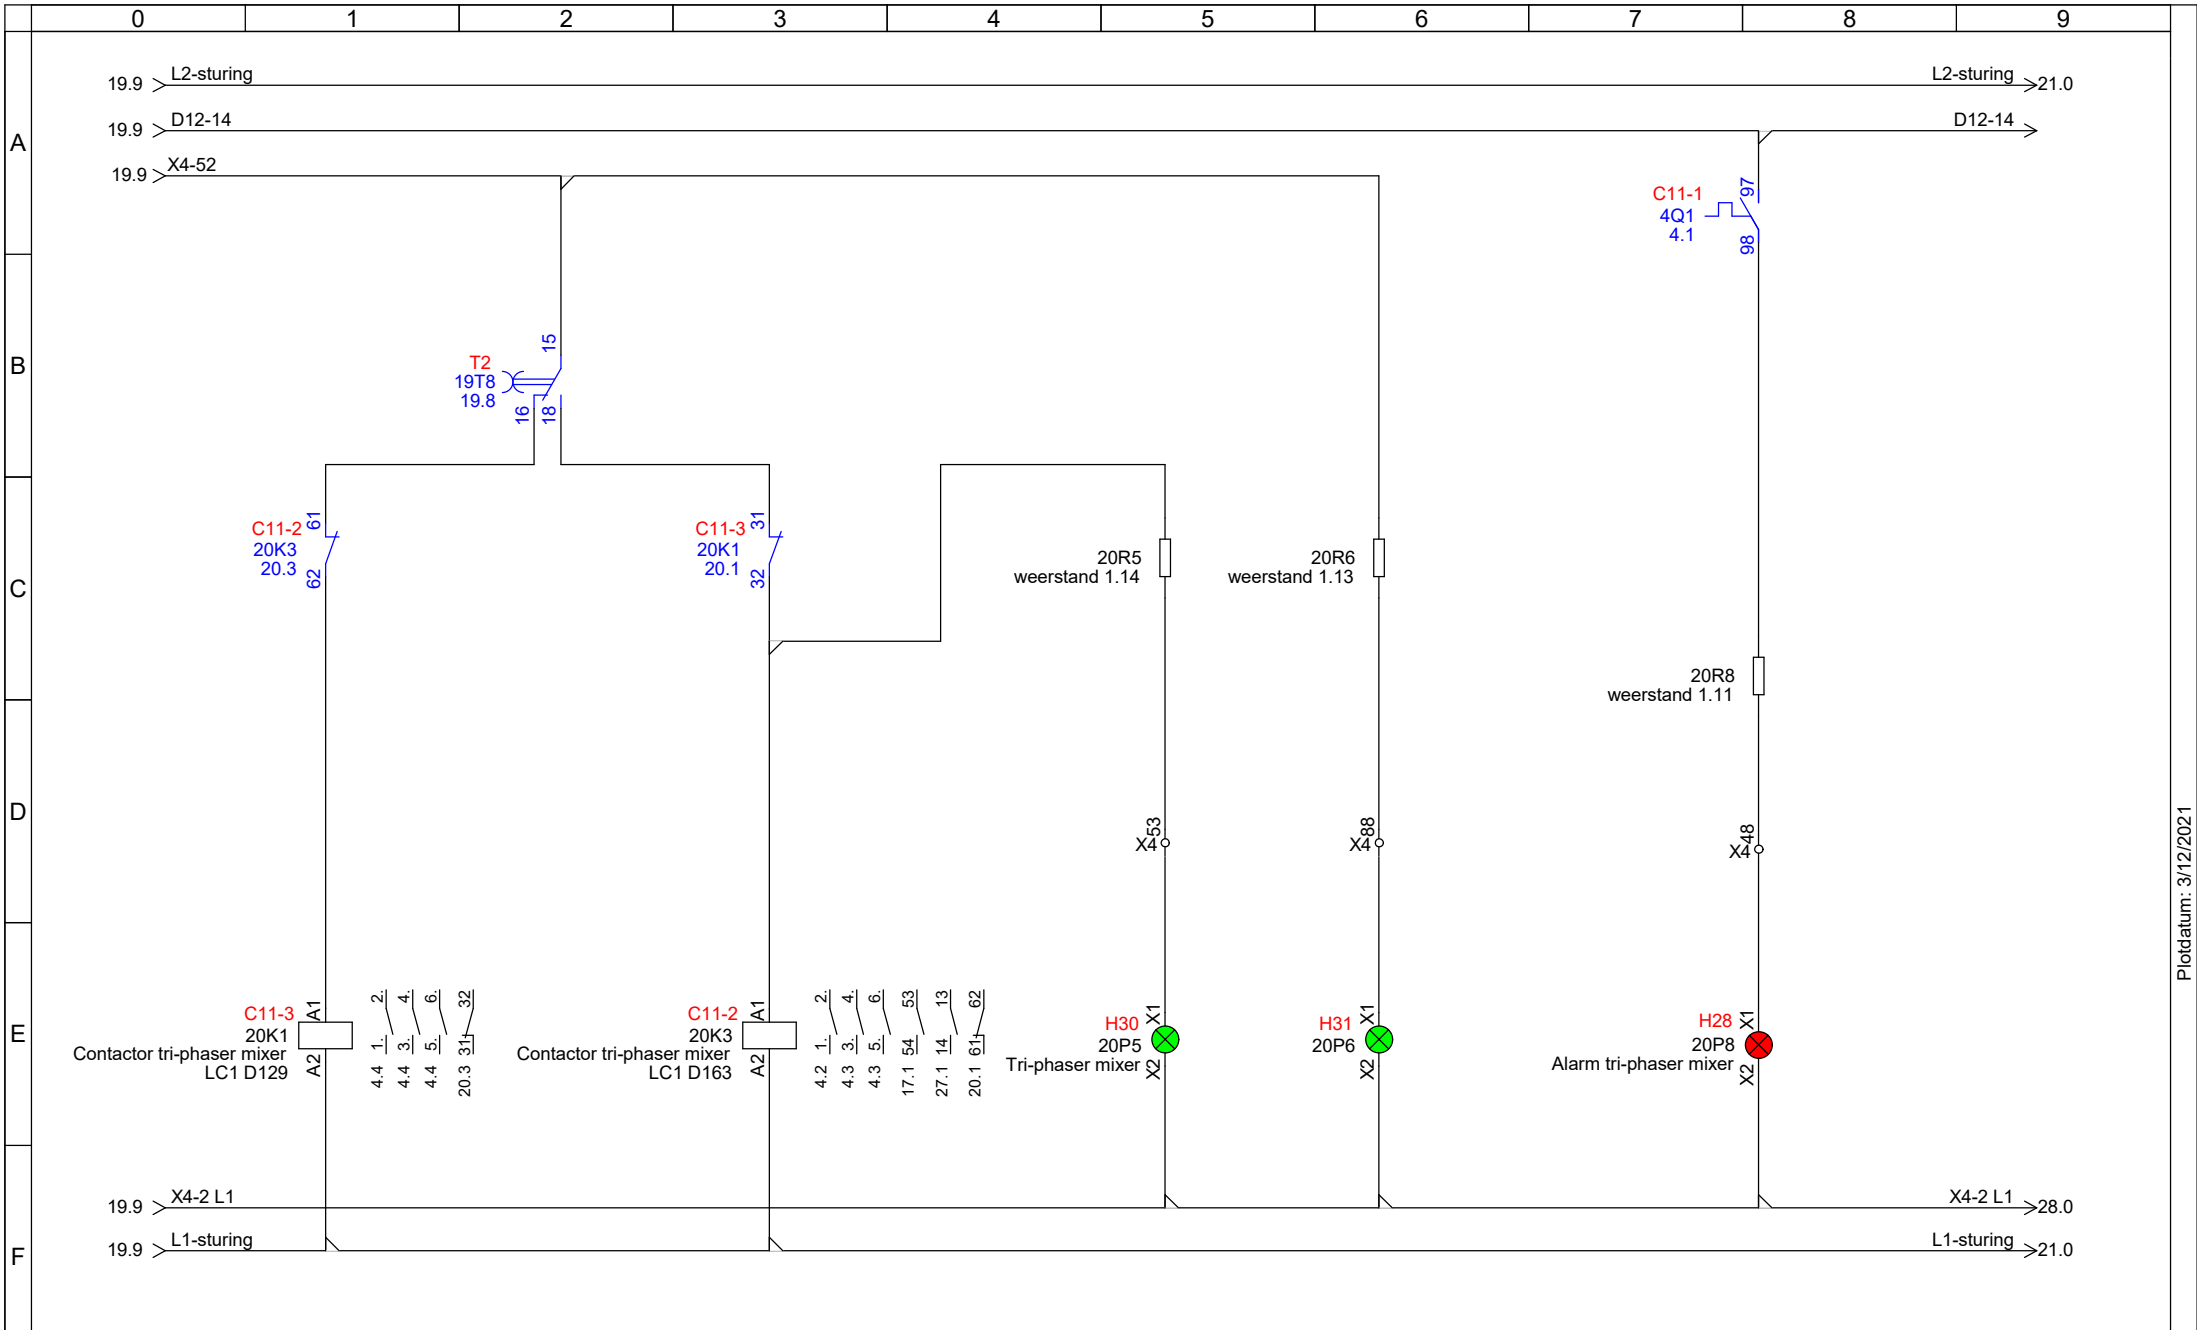 0 1 2 3 4 5 6 7 8 9
19.9 L2-sturing L2-sturing 21.0
19.9 D12-14 D12-14
A
19.9 X4-52
C11-1 97
4Q1
4.1 98
B
15
T2
19T8
19.8
16 18
C
C11-2 61
20K3
20.3 62
C11-3 31
20K1
20.1 32
20R5
weerstand 1.14
20R6
weerstand 1.13
20R8
weerstand 1.11
D
X4 53
X4 88
X4 48
Plotdatum: 3/12/2021
E
C11-3 A1
20K1
Contactor tri-phaser mixer
LC1 D129 A2
2. 4. 6. 32
1. 3. 5. 31
4.4 4.4 4.4 20.3
C11-2 A1
20K3
Contactor tri-phaser mixer
LC1 D163 A2
2. 4. 6. 53 13 62
1. 3. 5. 54 14 61
4.2 4.3 4.3 17.1 27.1 20.1
H30 X1
20P5
Tri-phaser mixer X2
H31 X1
20P6
X2
H28 X1
20P8
Alarm tri-phaser mixer X2
19.9 X4-2 L1 X4-2 L1 28.0
19.9 L1-sturing L1-sturing 21.0
F